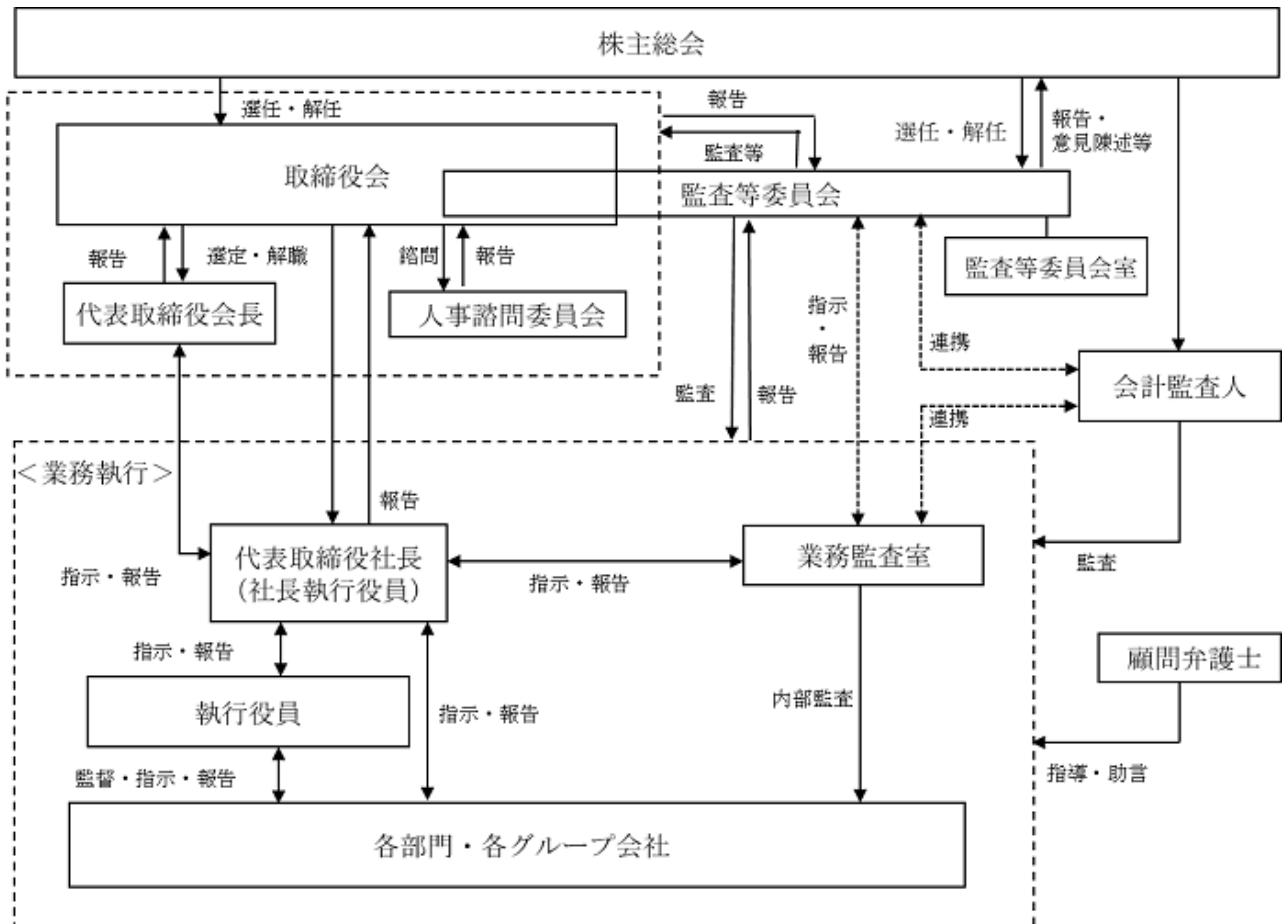 株主総会
選任・解任
報告
監査等
選任・解任
報告・
意見陳述等
取締役会
監査等委員会
報告
選定・解職
諮問
報告
監査等委員会室
代表取締役会長
人事諮問委員会
指示
・
報告
連携
会計監査人
監査
報告
連携
＜業務執行＞
報告
代表取締役社長
（社長執行役員）
業務監査室
指示・報告
指示・報告
監査
指示・報告
顧問弁護士
執行役員
指示・報告
内部監査
監督・指示・報告
指導・助言
各部門・各グループ会社